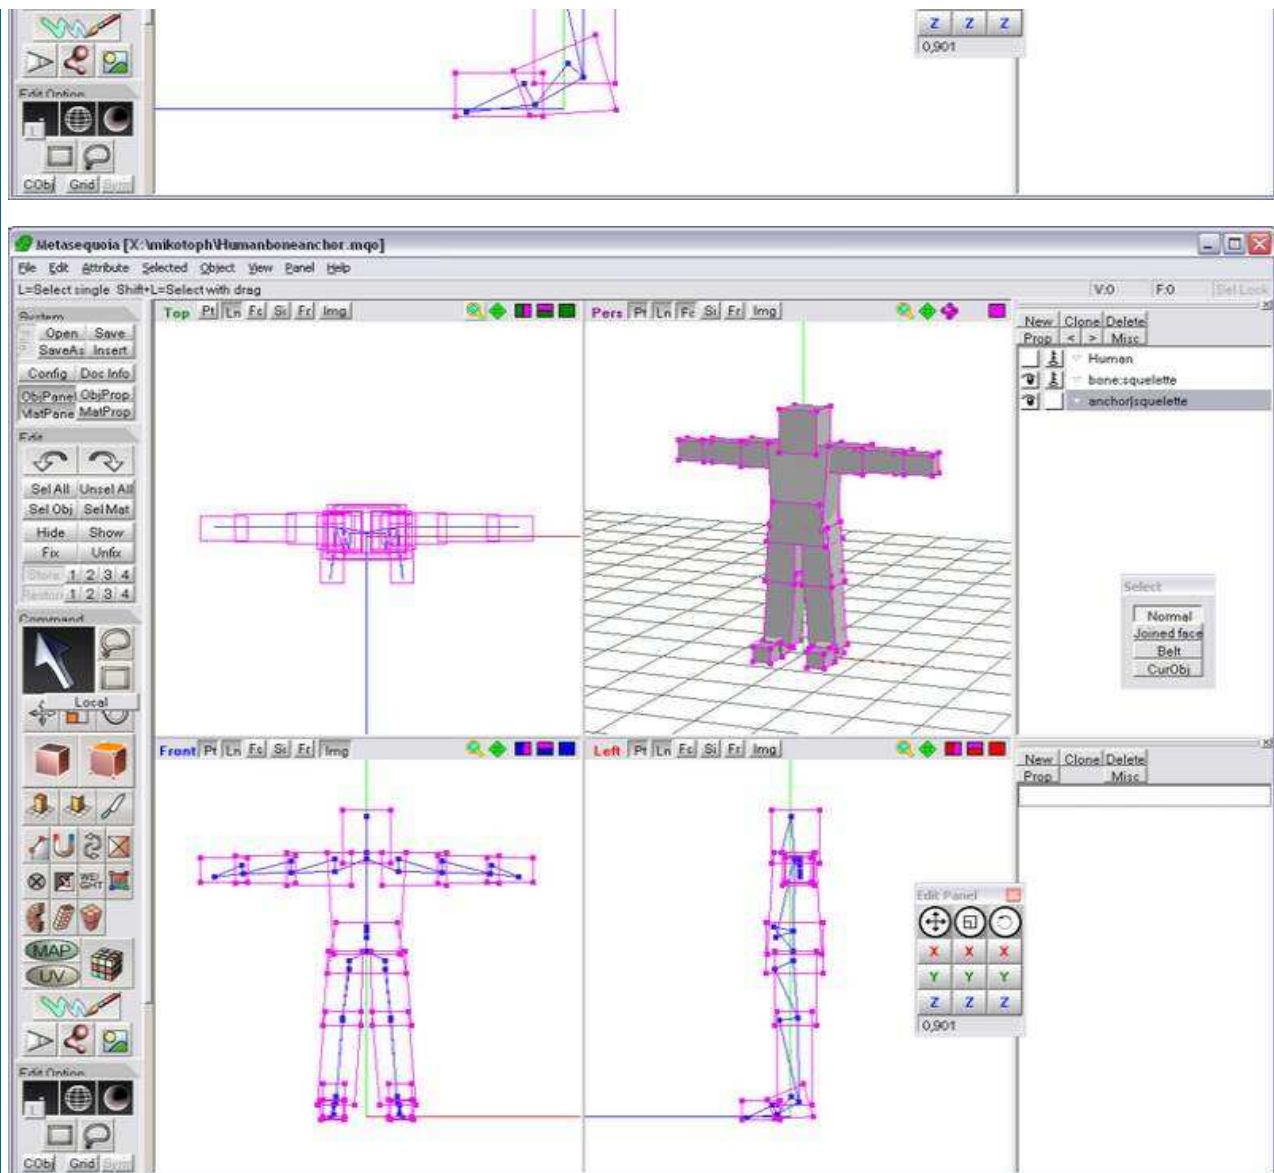 Z Z Z
0,901
Edit Option
L
CObj Grid Sym
Metasequoia [X:\mikotoph\Humanboneanchor.mqo]
File Edit Attribute Selected Object View Panel Help
L=Select single Shift+L=Select with drag
V:0 F:0 Sel Lock
System
Open Save
SaveAs Insert
Config Doc Info
ObjPanel ObjProp
MatPane MatProp
Edit
Sel All Unsel All
Sel Obj Sel Mat
Hide Show
Fix Unfix
Store 1 2 3 4
Restore 1 2 3 4
Command
Local
MAP
UV
Edit Option
L
CObj Grid Sym
Top Pt Ln Fc Si Fr Img
Pers Pt Ln Fc Si Fr Img
Front Pt Ln Fc Si Fr Img
Left Pt Ln Fc Si Fr Img
New Clone Delete
Prop < > Misc
Human
bone:squelette
anchor|squelette
Select
Normal
Joined face
Belt
CurObj
New Clone Delete
Prop Misc
Edit Panel
X X X
Y Y Y
Z Z Z
0,901